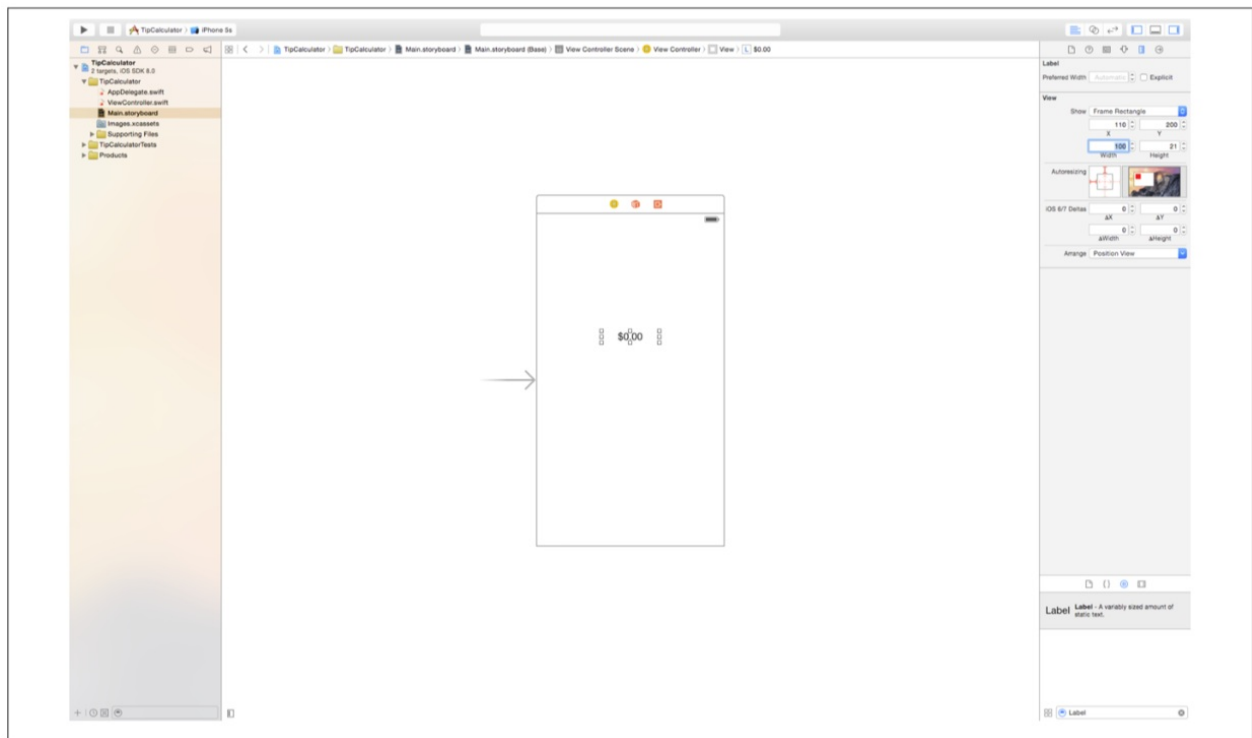 TipCalculator iPhone 5s
TipCalculator TipCalculator Main.storyboard Main.storyboard (Base) View Controller Scene View Controller View L $0.00
TipCalculator
2 targets, iOS SDK 8.0
TipCalculator
AppDelegate.swift
ViewController.swift
Main.storyboard
Images.xcassets
Supporting Files
TipCalculatorTests
Products
$0.00
Label
Preferred Width Automatic Explicit
View
Show Frame Rectangle
110 200
X Y
100 21
Width Height
Autoresizing
iOS 6/7 Deltas 0 0
ΔX ΔY
0 0
ΔWidth ΔHeight
Arrange Position View
{}
Label Label - A variably sized amount of
static text.
Label